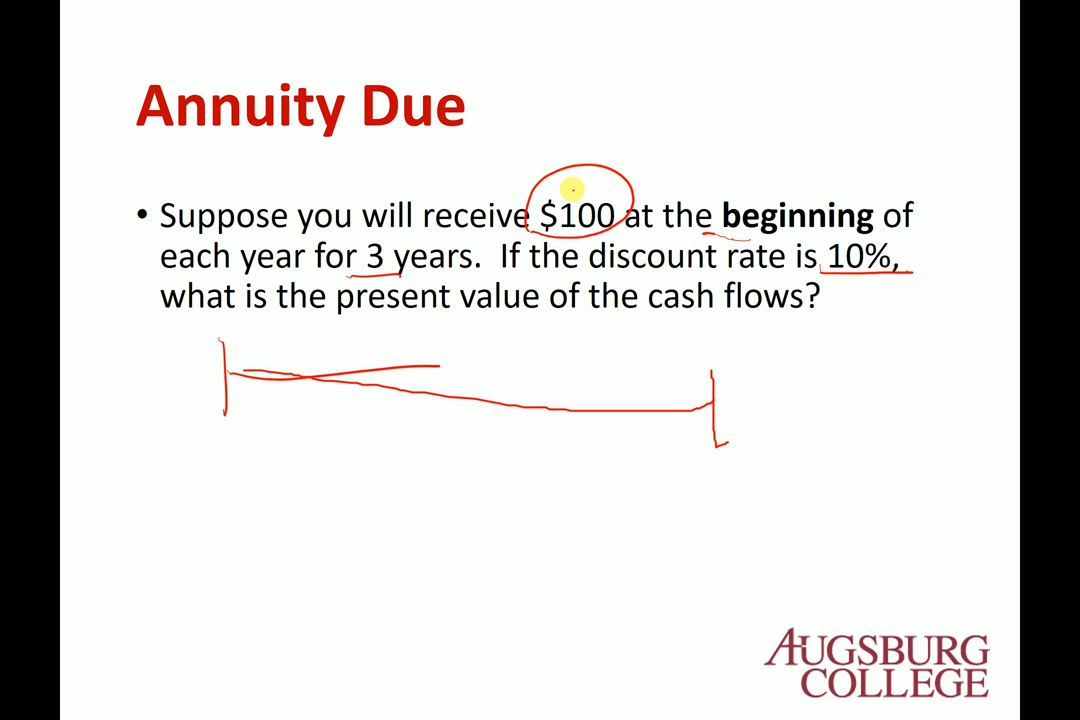 Annuity Due
• Suppose you will receive $100 at the beginning of
each year for 3 years. If the discount rate is 10%,
what is the present value of the cash flows?
AUGSBURG
COLLEGE